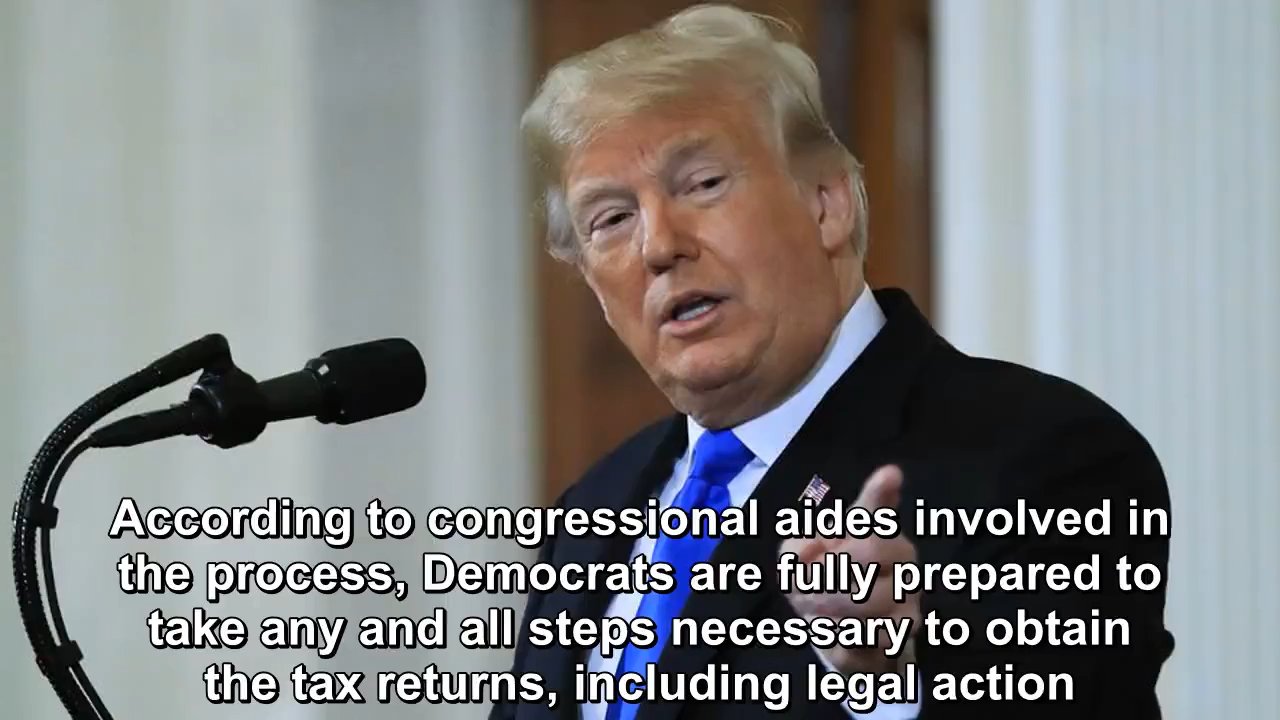 According to congressional aides involved in
the process, Democrats are fully prepared to
take any and all steps necessary to obtain
the tax returns, including legal action